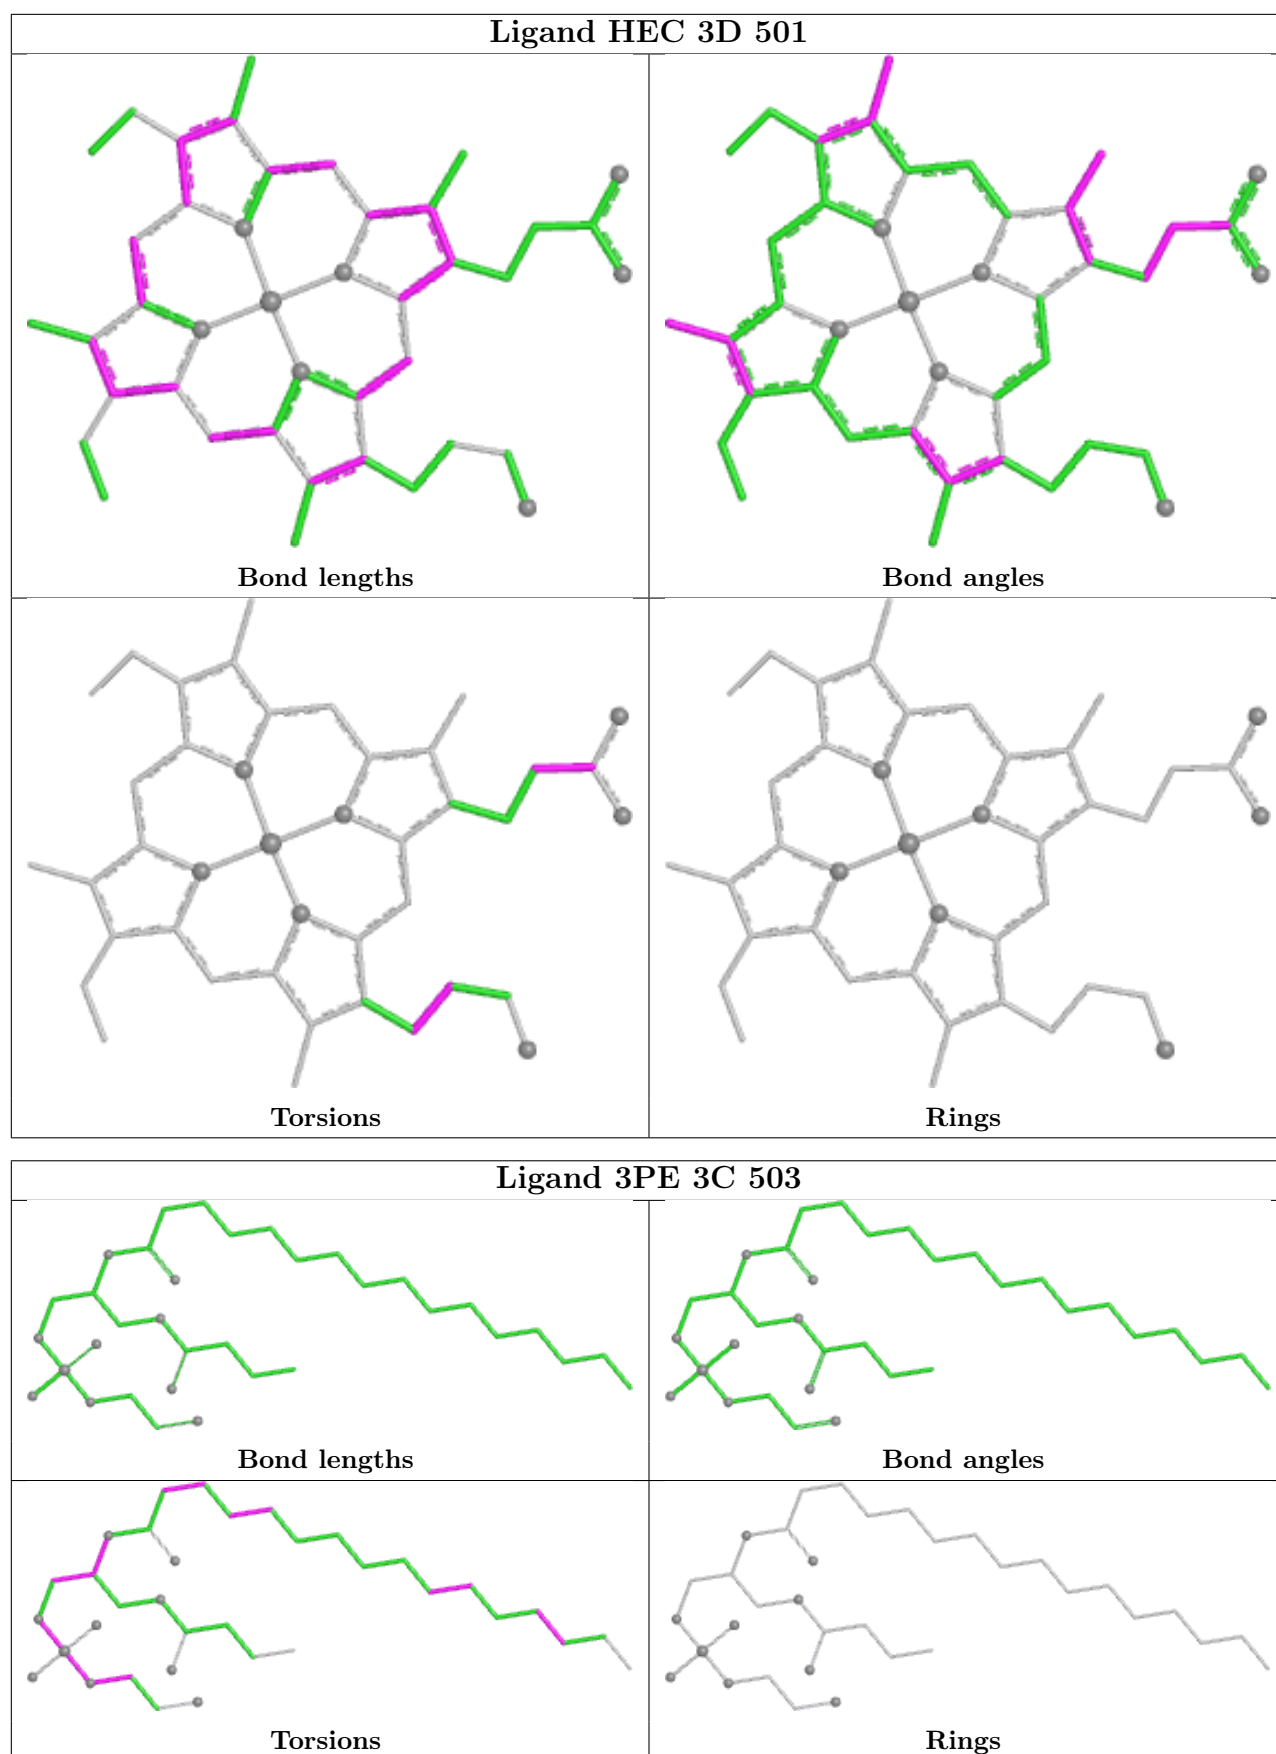 Ligand HEC 3D 501
Bond lengths
Bond angles
Torsions
Rings
Ligand 3PE 3C 503
Bond lengths
Bond angles
Torsions
Rings